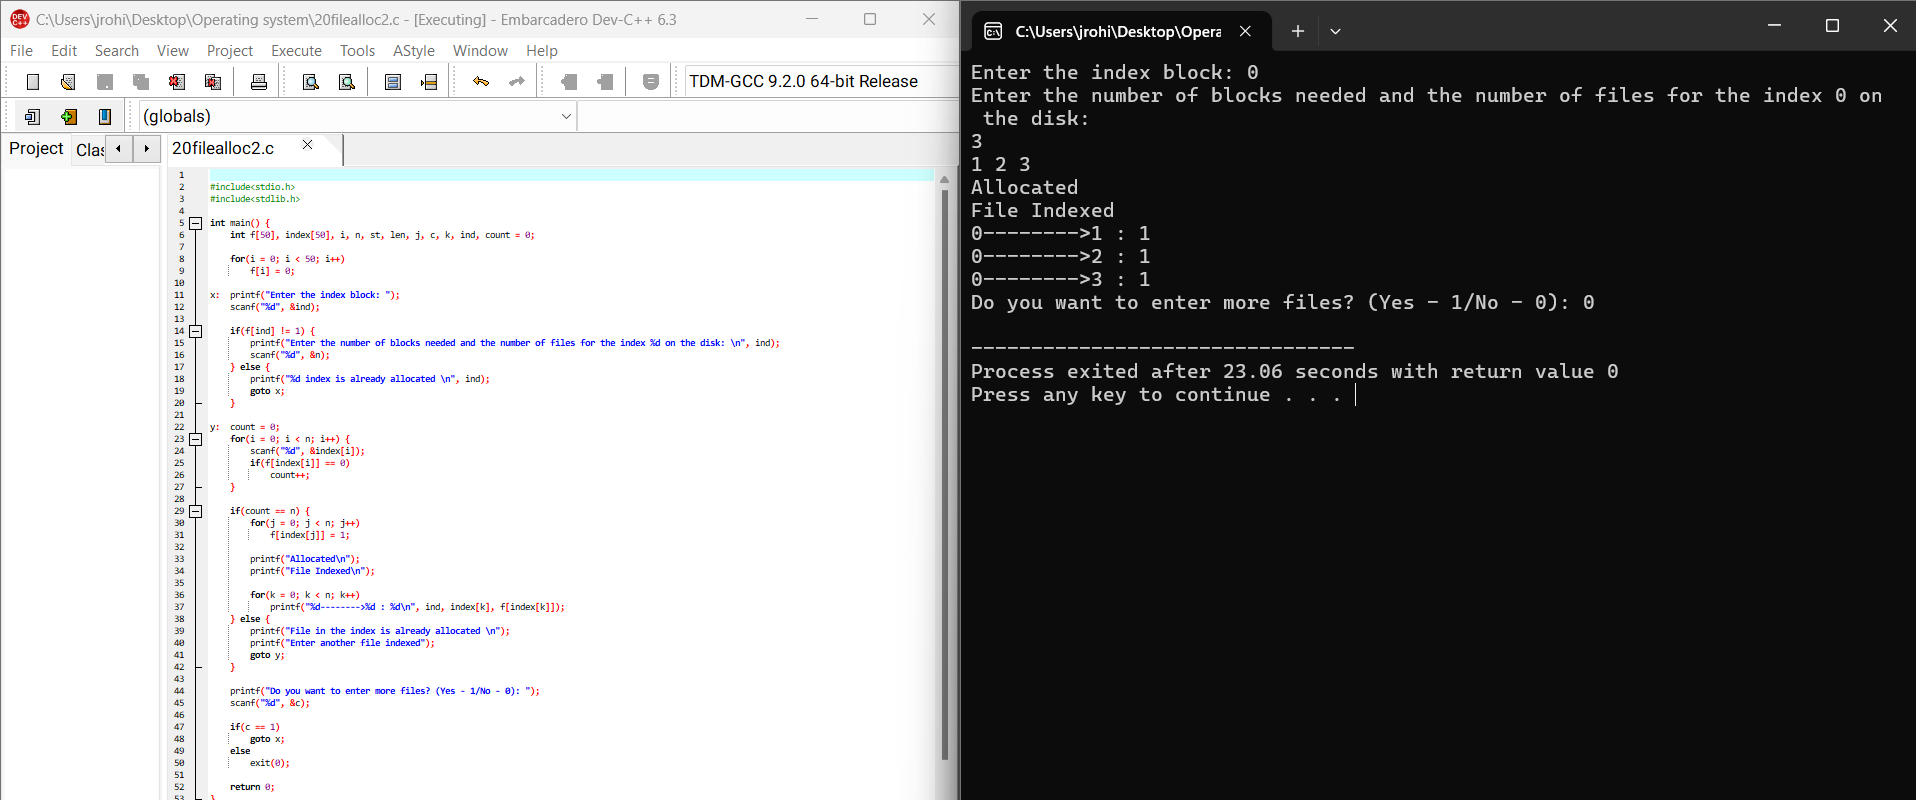 C:\Users\jrohi\Desktop\Operating system\20filealloc2.c - [Executing] - Embarcadero Dev-C++ 6.3
File Edit Search View Project Execute Tools AStyle Window Help
TDM-GCC 9.2.0 64-bit Release
(globals)
Project Clas
20filealloc2.c
1
2 #include<stdio.h>
3 #include<stdlib.h>
4
5 int main() {
6 int f[50], index[50], i, n, st, len, j, c, k, ind, count = 0;
7
8 for(i = 0; i < 50; i++)
9 f[i] = 0;
10
11 x: printf("Enter the index block: ");
12 scanf("%d", &ind);
13
14 if(f[ind] != 1) {
15 printf("Enter the number of blocks needed and the number of files for the index %d on the disk: \n", ind);
16 scanf("%d", &n);
17 } else {
18 printf("%d index is already allocated \n", ind);
19 goto x;
20 }
21
22 y: count = 0;
23 for(i = 0; i < n; i++) {
24 scanf("%d", &index[i]);
25 if(f[index[i]] == 0)
26 count++;
27 }
28
29 if(count == n) {
30 for(j = 0; j < n; j++)
31 f[index[j]] = 1;
32
33 printf("Allocated\n");
34 printf("File Indexed\n");
35
36 for(k = 0; k < n; k++)
37 printf("%d-------->%d : %d\n", ind, index[k], f[index[k]]);
38 } else {
39 printf("File in the index is already allocated \n");
40 printf("Enter another file indexed");
41 goto y;
42 }
43
44 printf("Do you want to enter more files? (Yes - 1/No - 0): ");
45 scanf("%d", &c);
46
47 if(c == 1)
48 goto x;
49 else
50 exit(0);
51
52 return 0;
53 }
C:\Users\jrohi\Desktop\Opera
Enter the index block: 0
Enter the number of blocks needed and the number of files for the index 0 on
the disk:
3
1 2 3
Allocated
File Indexed
0-------->1 : 1
0-------->2 : 1
0-------->3 : 1
Do you want to enter more files? (Yes - 1/No - 0): 0
--------------------------------
Process exited after 23.06 seconds with return value 0
Press any key to continue . . .